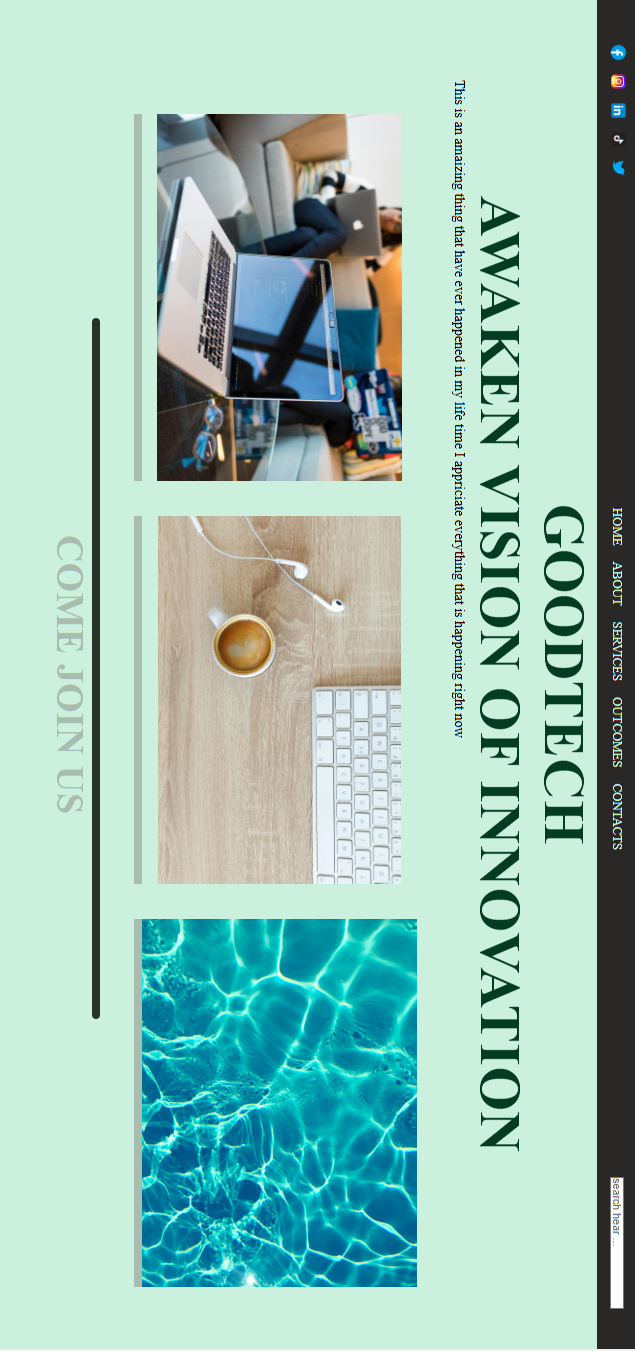 HOME ABOUT SERVICES OUTCOMES CONTACTS
search hear ...
GOODTECH
AWAKEN VISION OF INNOVATION
This is an amaizing thing that have ever happened in my life time I appriciate everything that is happening right now
COME JOIN US